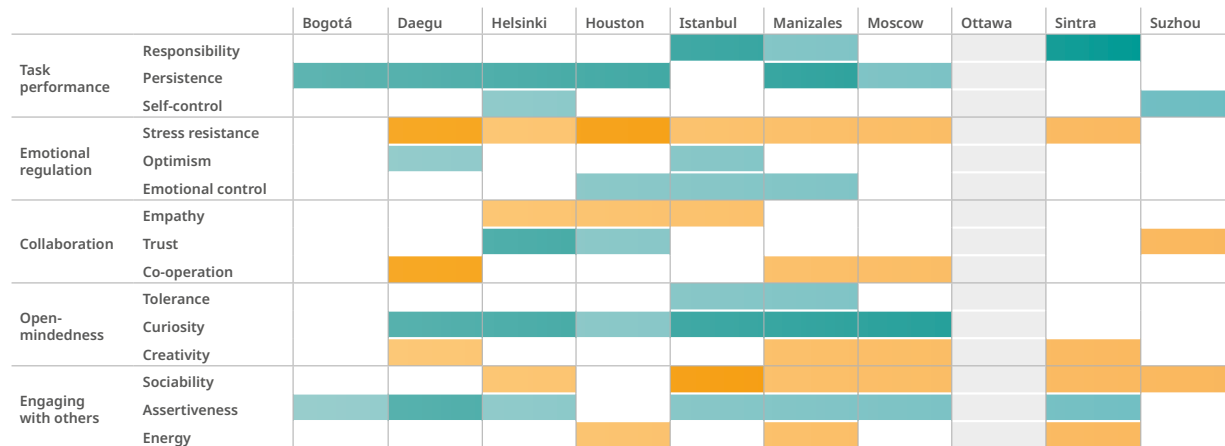 Bogotá Daegu Helsinki Houston Istanbul Manizales Moscow Ottawa Sintra Suzhou
Task
performance
Responsibility
Persistence
Self-control
Emotional
regulation
Stress resistance
Optimism
Emotional control
Collaboration
Empathy
Trust
Co-operation
Open-
mindedness
Tolerance
Curiosity
Creativity
Engaging
with others
Sociability
Assertiveness
Energy